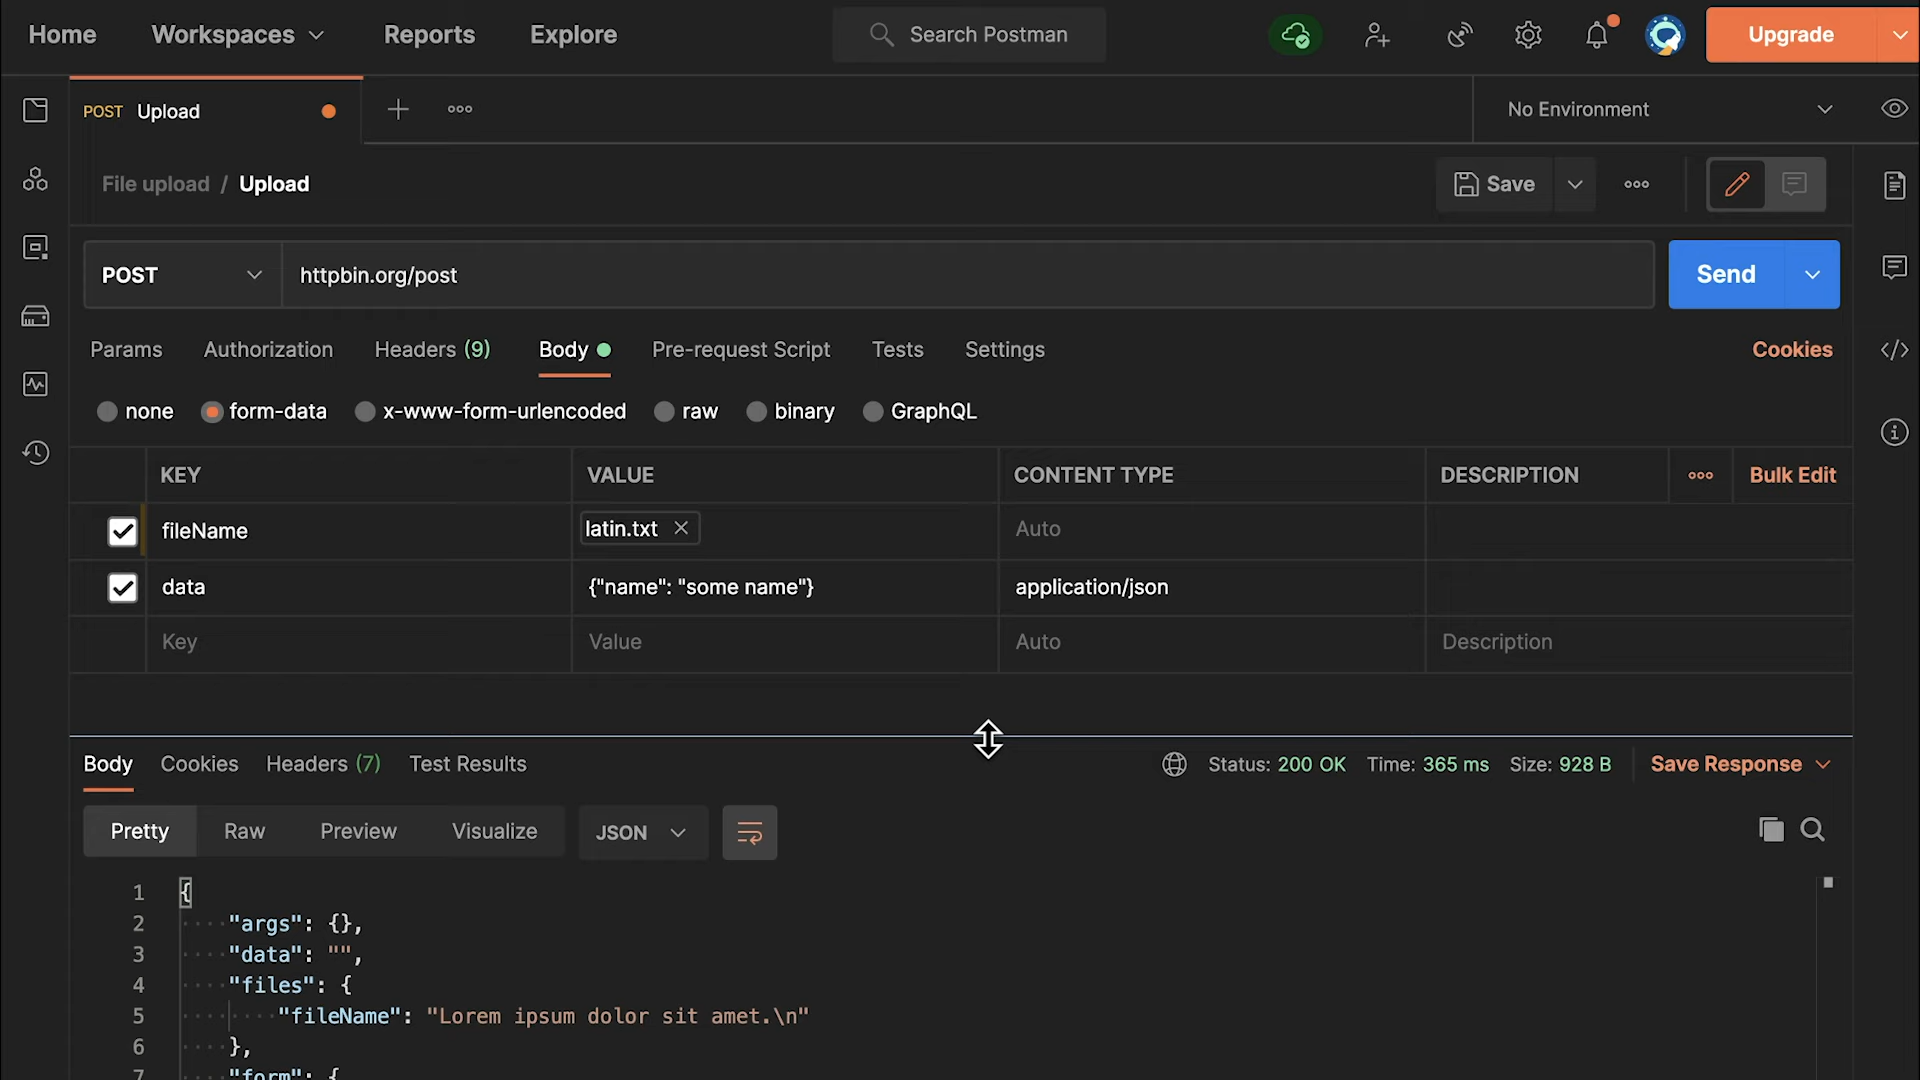 Home Workspaces Reports Explore Search Postman Upgrade
POST Upload No Environment
File upload / Upload Save
POST httpbin.org/post Send
Params Authorization Headers (9) Body Pre-request Script Tests Settings Cookies
none form-data x-www-form-urlencoded raw binary GraphQL
KEY VALUE CONTENT TYPE DESCRIPTION Bulk Edit
fileName latin.txt Auto
data {"name": "some name"} application/json
Key Value Auto Description
Body Cookies Headers (7) Test Results Status: 200 OK Time: 365 ms Size: 928 B Save Response
Pretty Raw Preview Visualize JSON
1 {
2 "args": {},
3 "data": "",
4 "files": {
5 "fileName": "Lorem ipsum dolor sit amet.\n"
6 },
7 "form": {